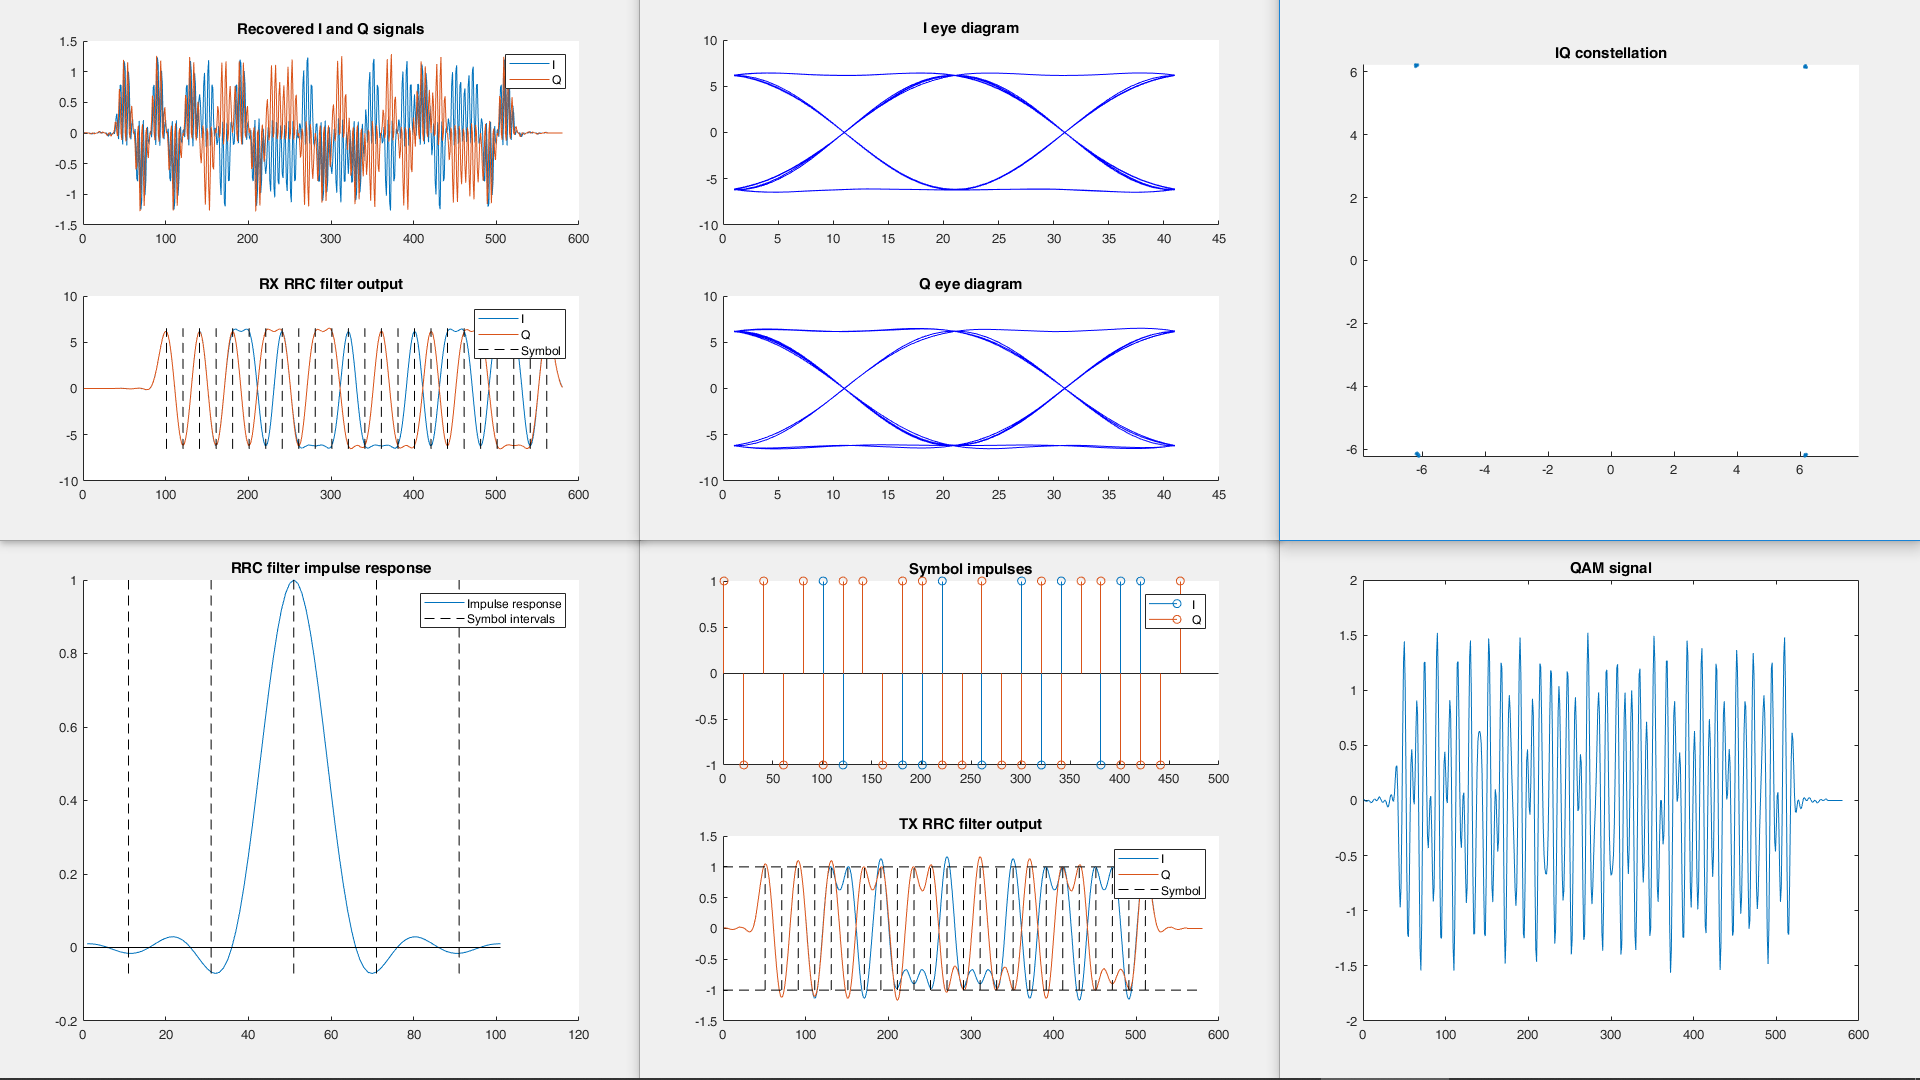 Recovered I and Q signals
1.5
1
0.5
0
-0.5
-1
-1.5
0 100 200 300 400 500 600
I
Q
RX RRC filter output
10
5
0
-5
-10
0 100 200 300 400 500 600
I
Q
Symbol
I eye diagram
10
5
0
-5
-10
0 5 10 15 20 25 30 35 40 45
Q eye diagram
10
5
0
-5
-10
0 5 10 15 20 25 30 35 40 45
IQ constellation
6
4
2
0
-2
-4
-6
-6 -4 -2 0 2 4 6
RRC filter impulse response
1
0.8
0.6
0.4
0.2
0
-0.2
0 20 40 60 80 100 120
Impulse response
Symbol intervals
Symbol impulses
1
0.5
0
-0.5
-1
0 50 100 150 200 250 300 350 400 450 500
I
Q
TX RRC filter output
1.5
1
0.5
0
-0.5
-1
-1.5
0 100 200 300 400 500 600
I
Q
Symbol
QAM signal
2
1.5
1
0.5
0
-0.5
-1
-1.5
-2
0 100 200 300 400 500 600